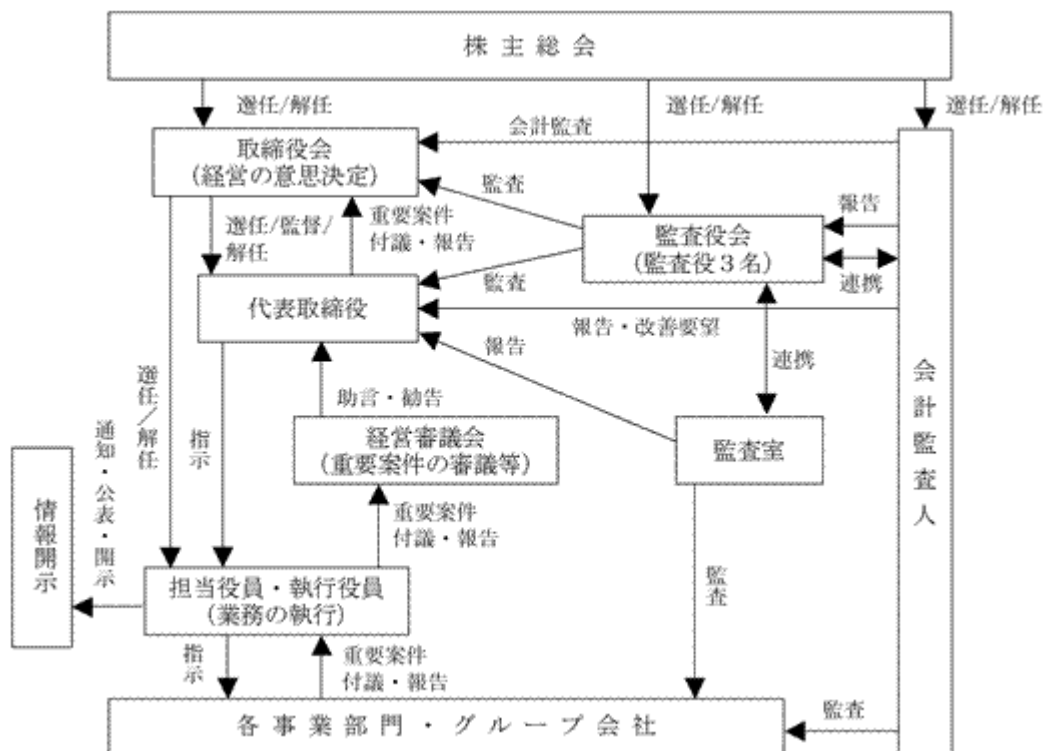 株主総会
選任/解任
選任/解任
選任/解任
会計監査
取締役会
(経営の意思決定)
監査
選任/監督/
解任
重要案件
付議・報告
監査役会
(監査役3名)
報告
連携
監査
代表取締役
報告・改善要望
報告
連携
選任/解任
指示
助言・勧告
経営審議会
(重要案件の審議等)
監査室
会計監査人
通知・公表・開示
情報開示
重要案件
付議・報告
監査
担当役員・執行役員
(業務の執行)
指示
重要案件
付議・報告
監査
各事業部門・グループ会社